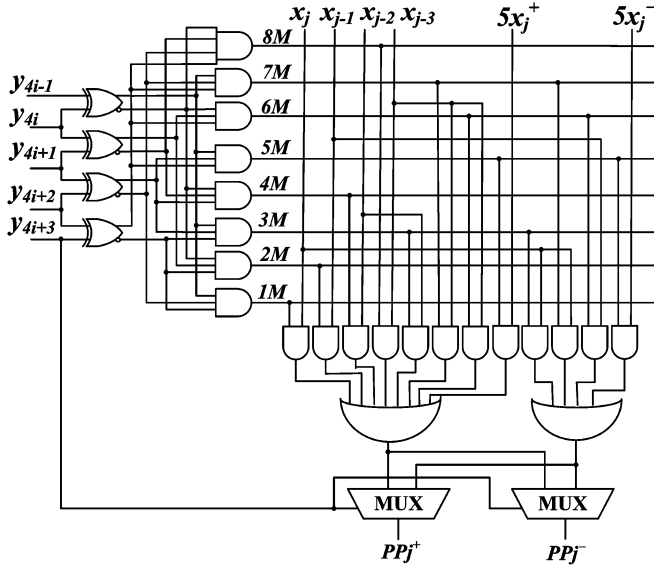 x_j x_{j-1} x_{j-2} x_{j-3} 5x_j^+ 5x_j^-
8M
7M
y_{4i-1}
6M
y_{4i}
5M
y_{4i+1}
4M
y_{4i+2}
3M
y_{4i+3}
2M
1M
MUX MUX
PPj^+ PPj^-